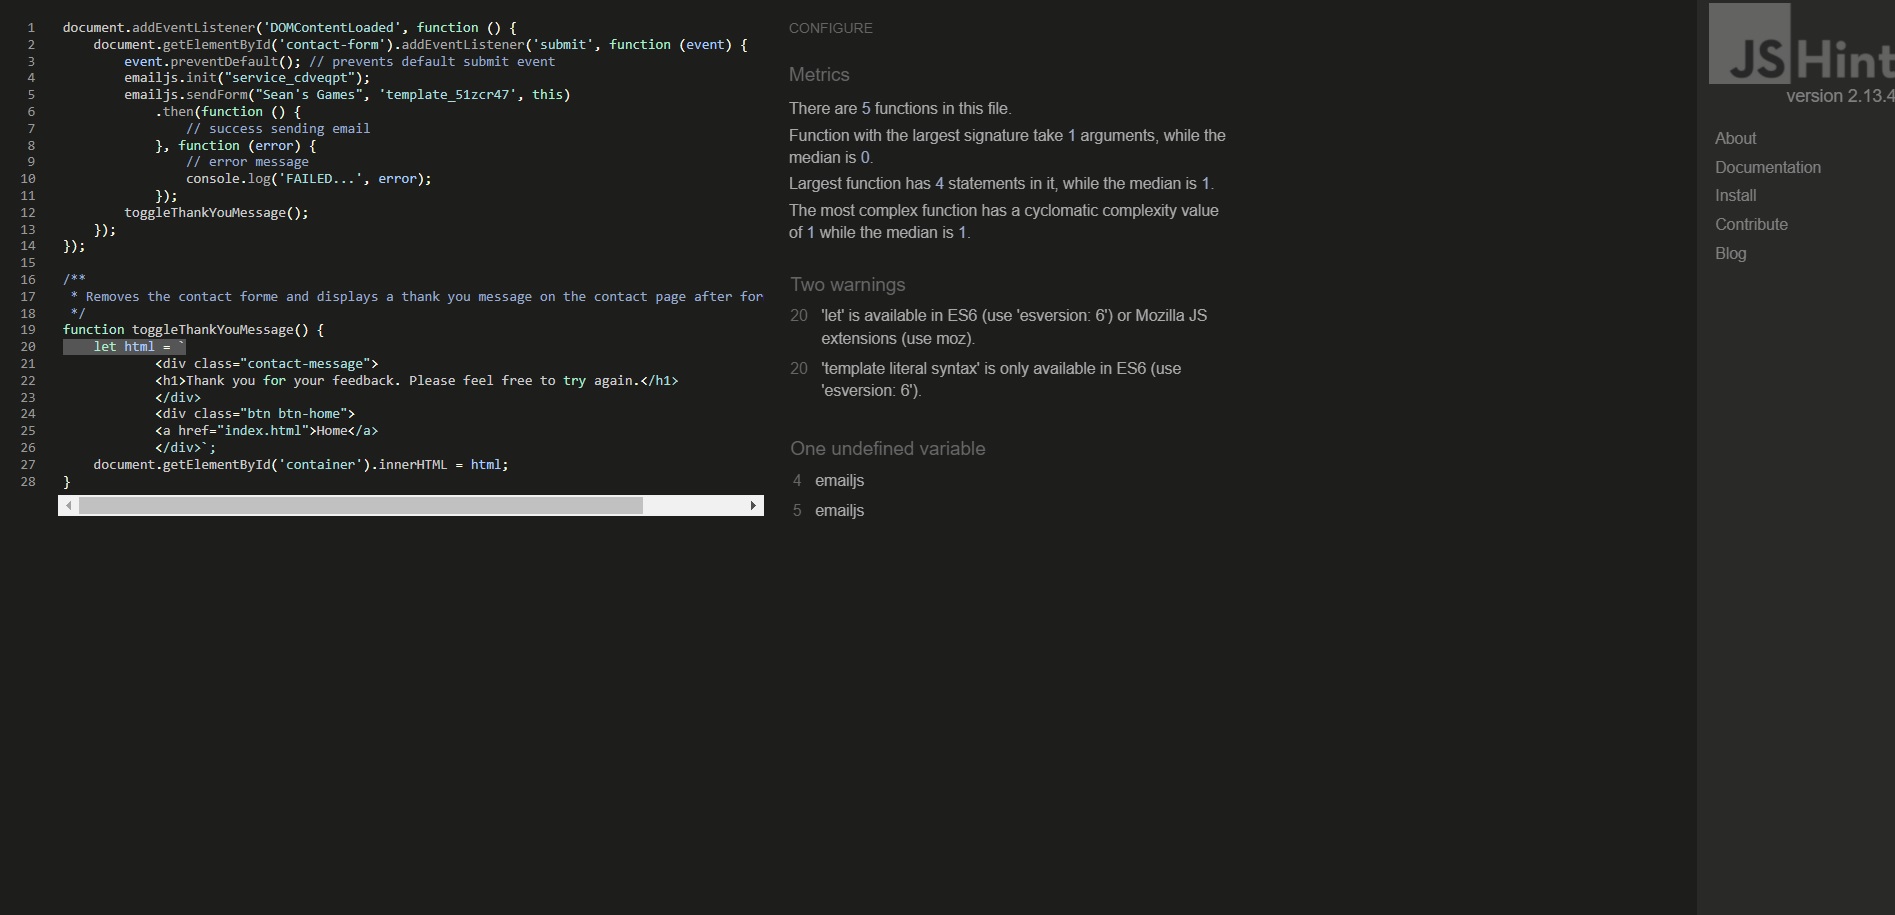 1 document.addEventListener('DOMContentLoaded', function () {
2 document.getElementById('contact-form').addEventListener('submit', function (event) {
3 event.preventDefault(); // prevents default submit event
4 emailjs.init("service_cdveqpt");
5 emailjs.sendForm("Sean's Games", 'template_51zcr47', this)
6 .then(function () {
7 // success sending email
8 }, function (error) {
9 // error message
10 console.log('FAILED...', error);
11 });
12 toggleThankYouMessage();
13 });
14 });
15
16 /**
17 * Removes the contact forme and displays a thank you message on the contact page after for
18 */
19 function toggleThankYouMessage() {
20 let html = `
21 <div class="contact-message">
22 <h1>Thank you for your feedback. Please feel free to try again.</h1>
23 </div>
24 <div class="btn btn-home">
25 <a href="index.html">Home</a>
26 </div>`;
27 document.getElementById('container').innerHTML = html;
28 }
CONFIGURE
Metrics
There are 5 functions in this file.
Function with the largest signature take 1 arguments, while the
median is 0.
Largest function has 4 statements in it, while the median is 1.
The most complex function has a cyclomatic complexity value
of 1 while the median is 1.
Two warnings
20 'let' is available in ES6 (use 'esversion: 6') or Mozilla JS
extensions (use moz).
20 'template literal syntax' is only available in ES6 (use
'esversion: 6').
One undefined variable
4 emailjs
5 emailjs
JSHint
version 2.13.4
About
Documentation
Install
Contribute
Blog